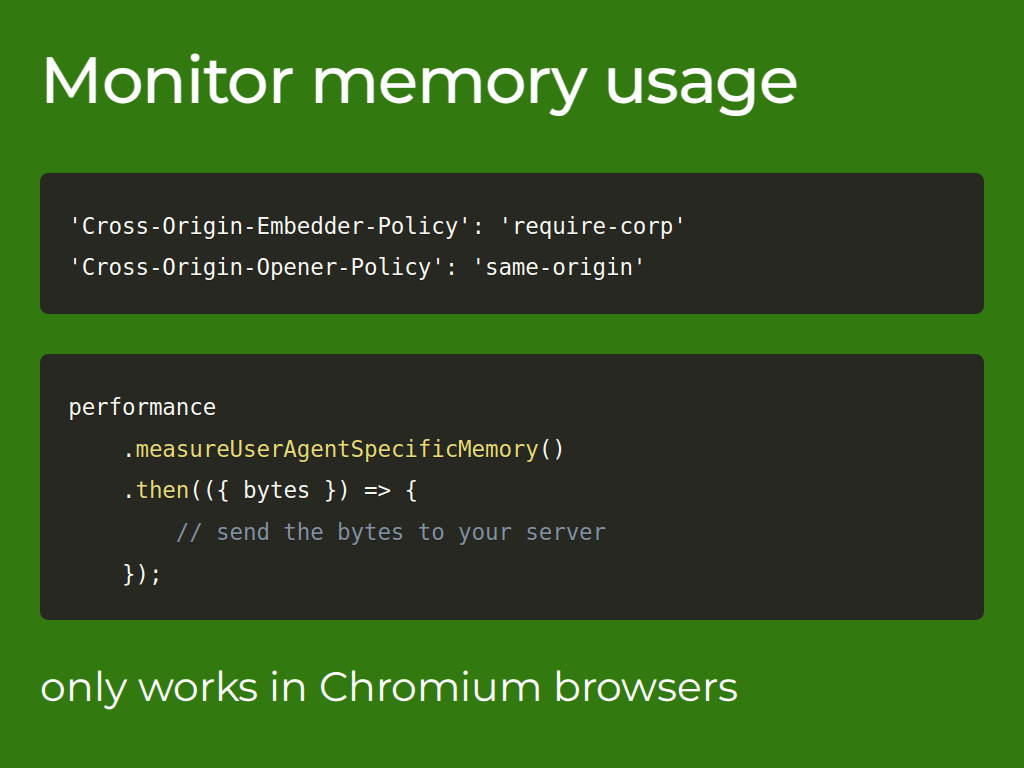 Monitor memory usage
'Cross-Origin-Embedder-Policy': 'require-corp'
'Cross-Origin-Opener-Policy': 'same-origin'
performance
    .measureUserAgentSpecificMemory()
    .then(({ bytes }) => {
        // send the bytes to your server
    });
only works in Chromium browsers